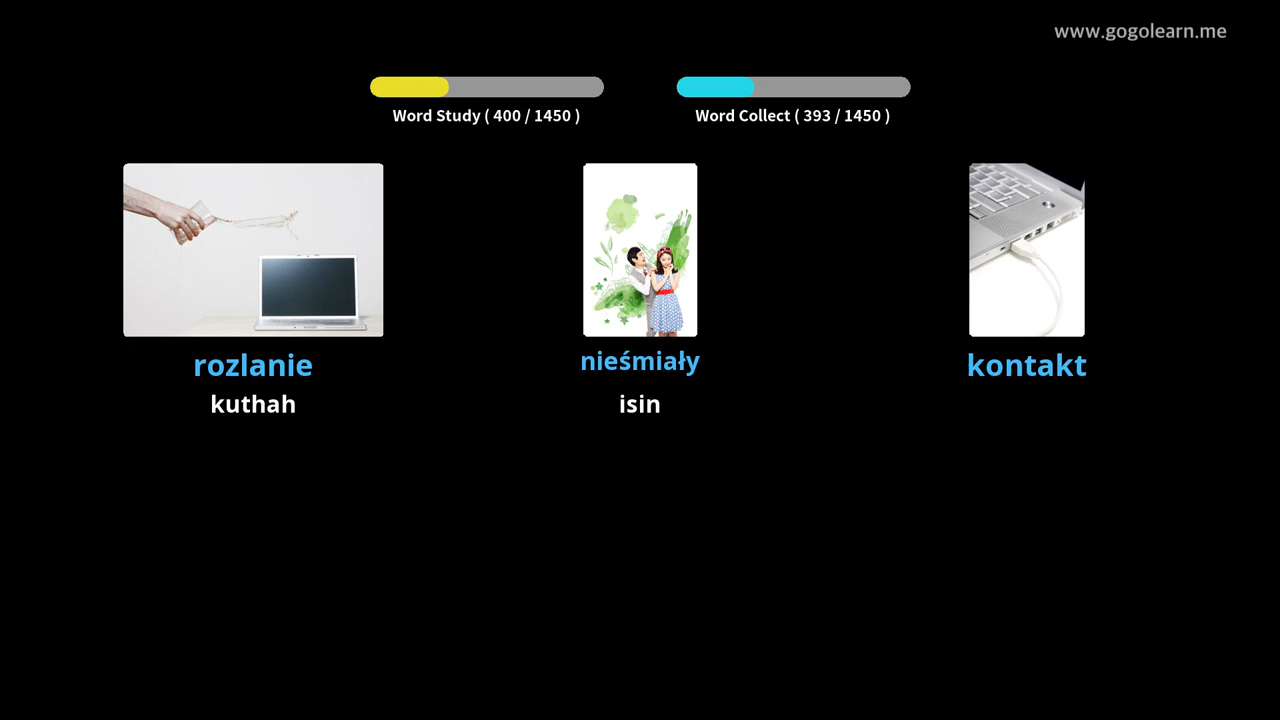 www.gogolearn.me
Word Study ( 400 / 1450 )
Word Collect ( 393 / 1450 )
rozlanie
nieśmiały
kontakt
kuthah
isin